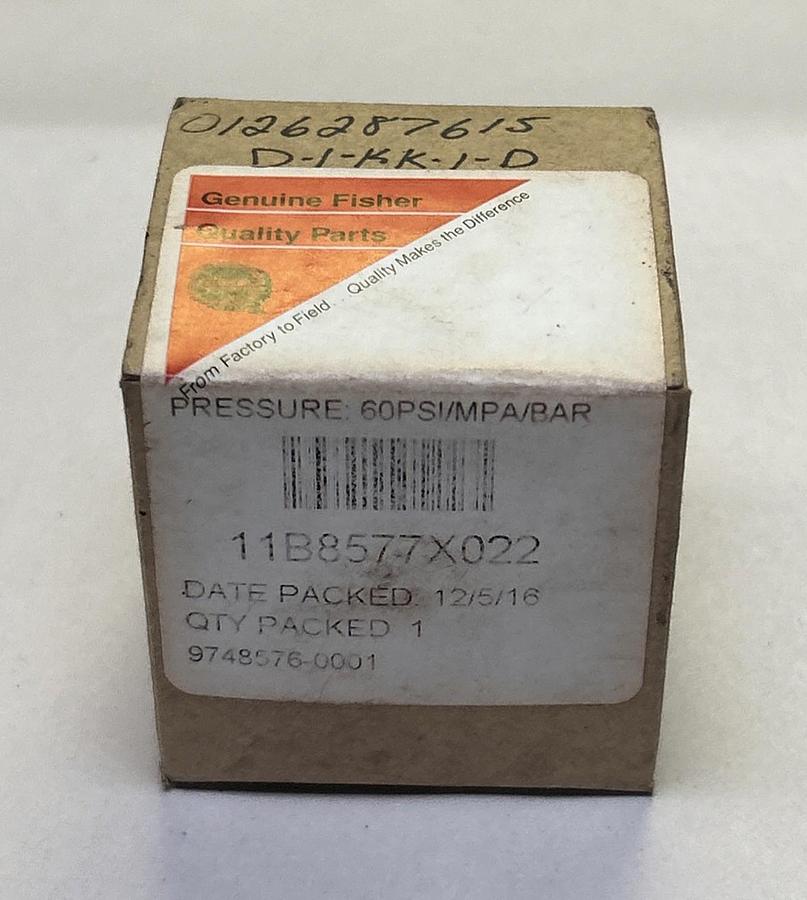 0126287615
D-1-KK-1-D
Genuine Fisher
Quality Parts
From Factory to Field... Quality Makes the Difference
PRESSURE: 60PSI/MPA/BAR
11B8577X022
DATE PACKED: 12/5/16
QTY PACKED 1
9748576-0001